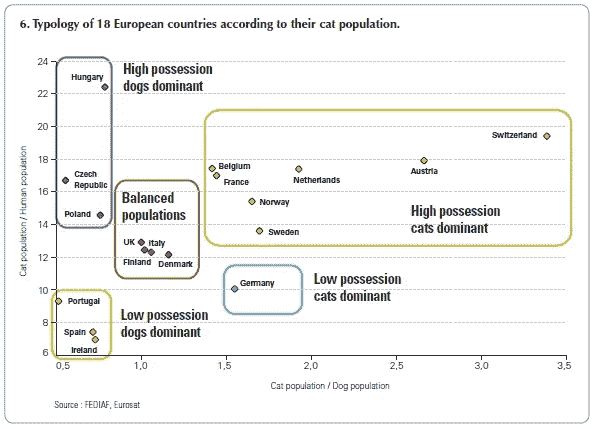 6. Typology of 18 European countries according to their cat population.
Cat population / Human population
24
22
20
18
16
14
12
10
8
6
High possession
dogs dominant
Hungary
Czech
Republic
Poland
Balanced
populations
UK
Italy
Finland
Denmark
Belgium
France
Netherlands
Norway
Sweden
Austria
Switzerland
High possession
cats dominant
Germany
Low possession
cats dominant
Portugal
Spain
Ireland
Low possession
dogs dominant
0,5
1,0
1,5
2,0
2,5
3,0
3,5
Cat population / Dog population
Source : FEDIAF, Eurosat